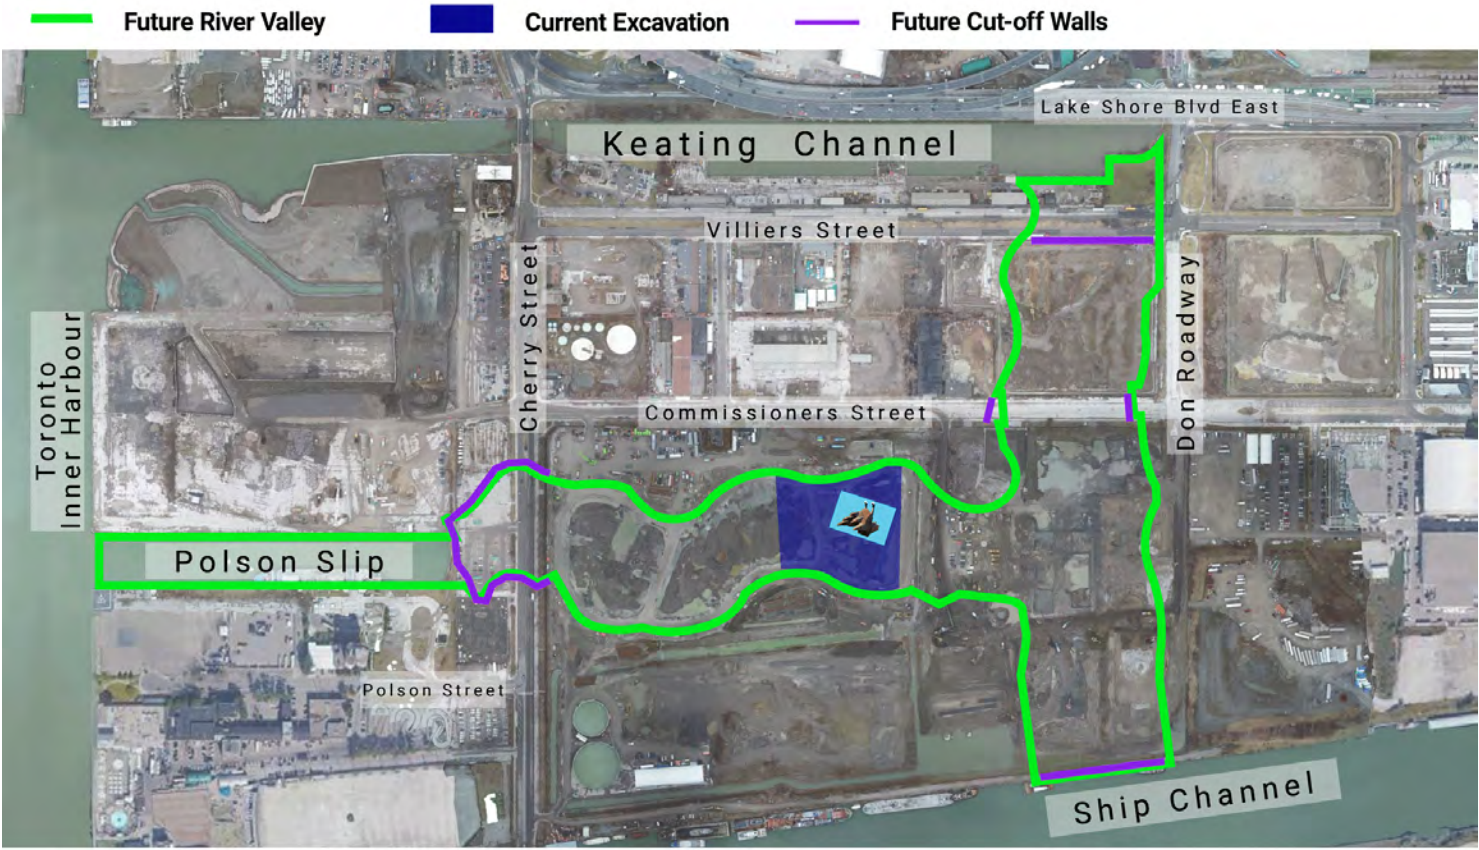 Future River Valley
Current Excavation
Future Cut-off Walls
Lake Shore Blvd East
Keating Channel
Villiers Street
Cherry Street
Don Roadway
Toronto
Inner Harbour
Commissioners Street
Polson Slip
Polson Street
Ship Channel